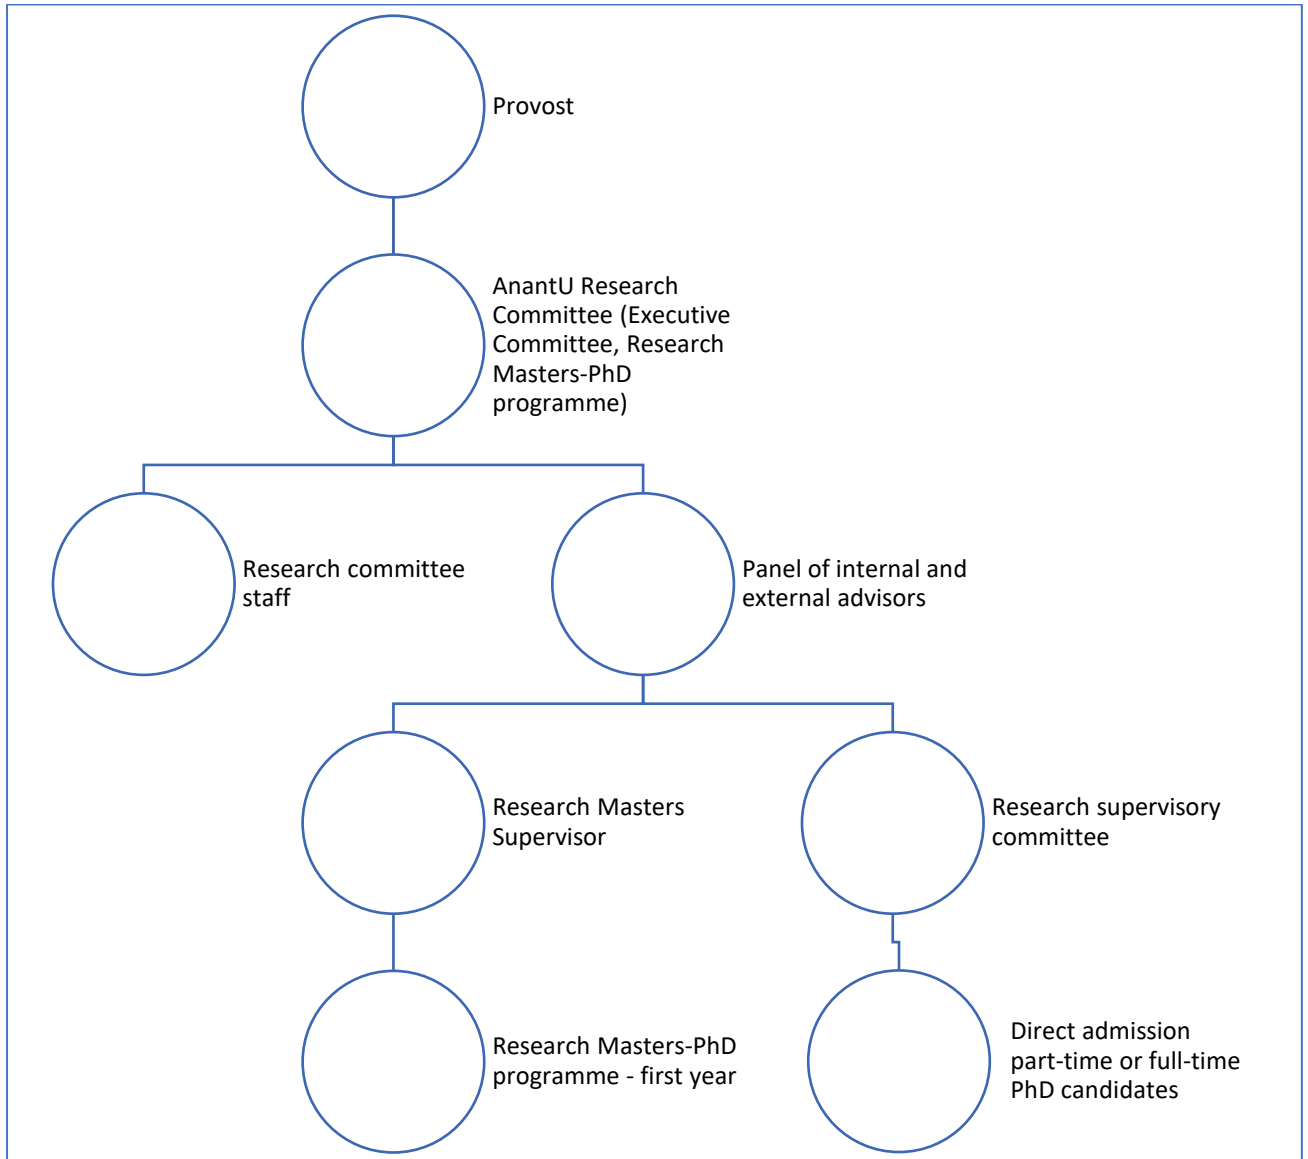 Provost
AnantU Research
Committee (Executive
Committee, Research
Masters-PhD
programme)
Research committee
staff
Panel of internal and
external advisors
Research Masters
Supervisor
Research supervisory
committee
Research Masters-PhD
programme - first year
Direct admission
part-time or full-time
PhD candidates